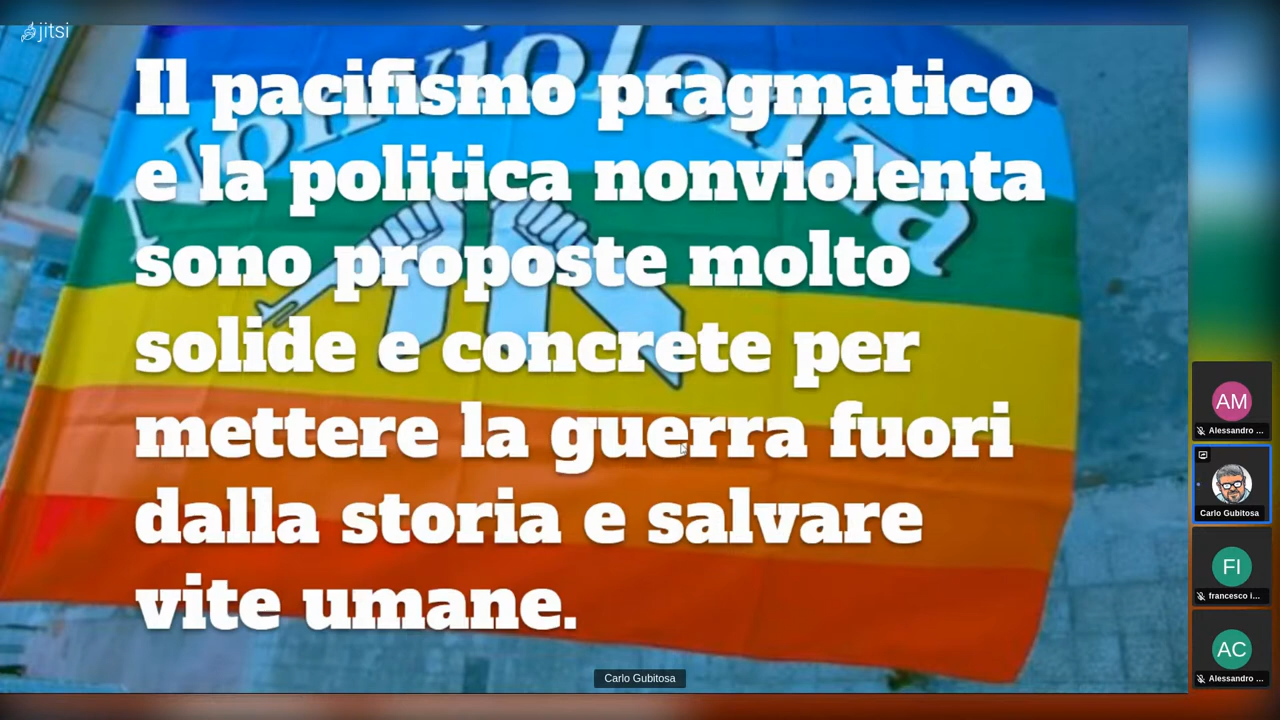 jitsi
Nonviolenza
Il pacifismo pragmatico
e la politica nonviolenta
sono proposte molto
solide e concrete per
mettere la guerra fuori
dalla storia e salvare
vite umane.
Carlo Gubitosa
AM
Alessandro ...
Carlo Gubitosa
FI
francesco i...
AC
Alessandro ...